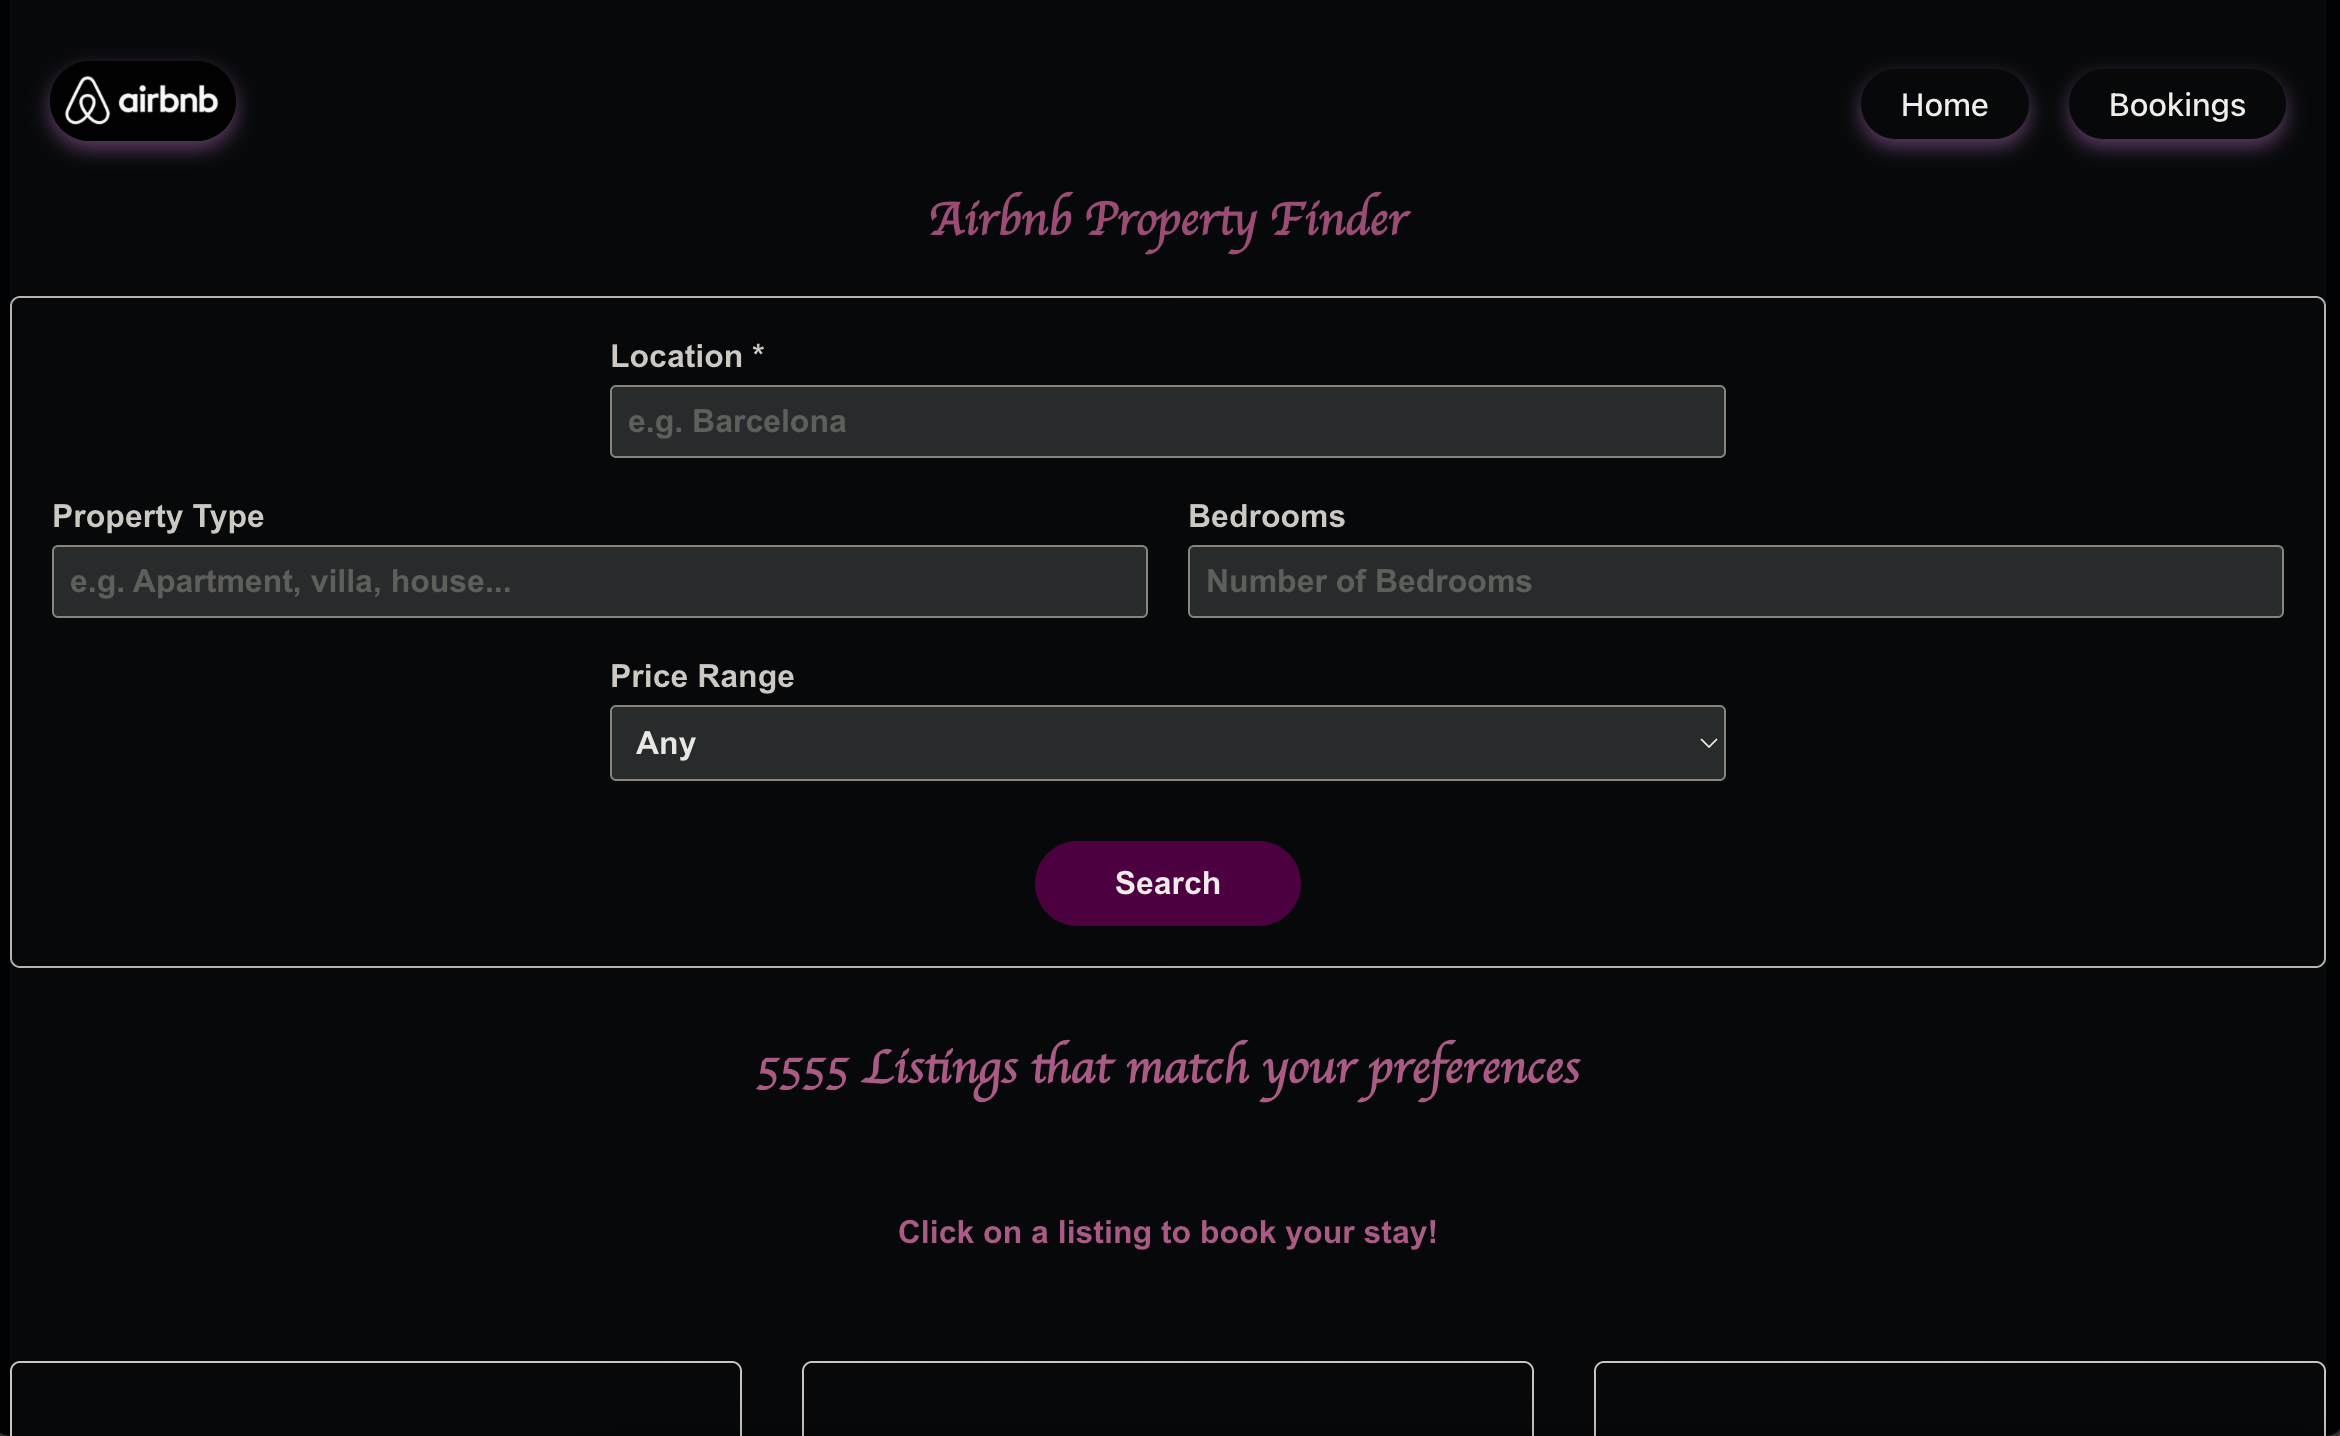 airbnb
Home
Bookings
Airbnb Property Finder
Location *
e.g. Barcelona
Property Type
Bedrooms
e.g. Apartment, villa, house...
Number of Bedrooms
Price Range
Any
Search
5555 Listings that match your preferences
Click on a listing to book your stay!